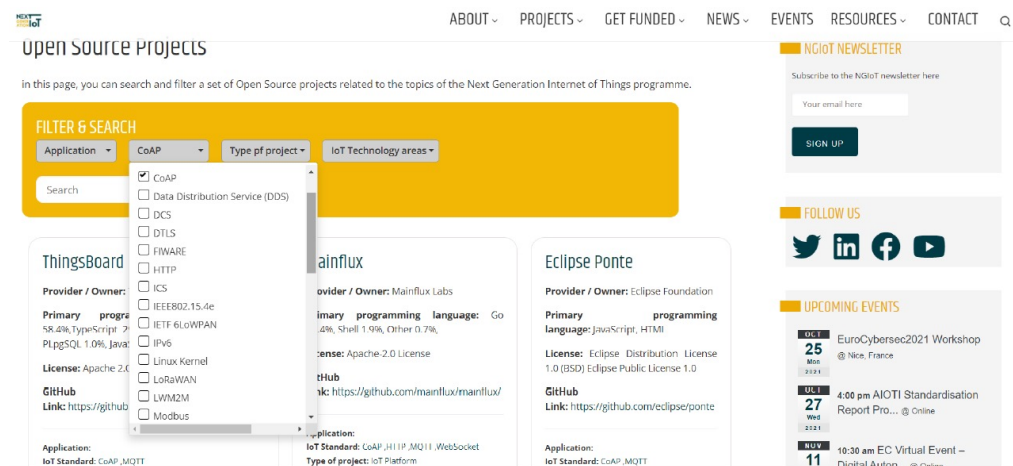 NEXT
IoT
ABOUT PROJECTS GET FUNDED NEWS EVENTS RESOURCES CONTACT
Open Source Projects
in this page, you can search and filter a set of Open Source projects related to the topics of the Next Generation Internet of Things programme.
FILTER & SEARCH
Application CoAP Type pf project IoT Technology areas
Search
CoAP
Data Distribution Service (DDS)
DCS
DTLS
FIWARE
HTTP
ICS
IEEE802.15.4e
IETF 6LoWPAN
IPv6
Linux Kernel
LoRaWAN
LWM2M
Modbus
ThingsBoard
Provider / Owner:
Primary progra
58.4%,TypeScript
PLpgSQL 1.0%, Java
License: Apache 2.0
GitHub
Link: https://github
Application:
IoT Standard: CoAP ,MQTT
ainflux
ovider / Owner: Mainflux Labs
imary programming language: Go
.4%, Shell 1.9%, Other 0.7%,
cense: Apache-2.0 License
tHub
nk: https://github.com/mainflux/mainflux/
Application:
IoT Standard: CoAP ,HTTP ,MQTT ,WebSocket
Type of project: IoT Platform
Eclipse Ponte
Provider / Owner: Eclipse Foundation
Primary programming
language: JavaScript, HTML
License: Eclipse Distribution License
1.0 (BSD) Eclipse Public License 1.0
GitHub
Link: https://github.com/eclipse/ponte
Application:
IoT Standard: CoAP ,MQTT
NGIoT NEWSLETTER
Subscribe to the NGIoT newsletter here
Your email here
SIGN UP
FOLLOW US
UPCOMING EVENTS
OCT
25
Mon
2021
EuroCybersec2021 Workshop
@ Nice, France
OCT
27
Wed
2021
4:00 pm AIOTI Standardisation
Report Pro... @ Online
NOV
11
10:30 am EC Virtual Event –
Digital Auton... @ Online